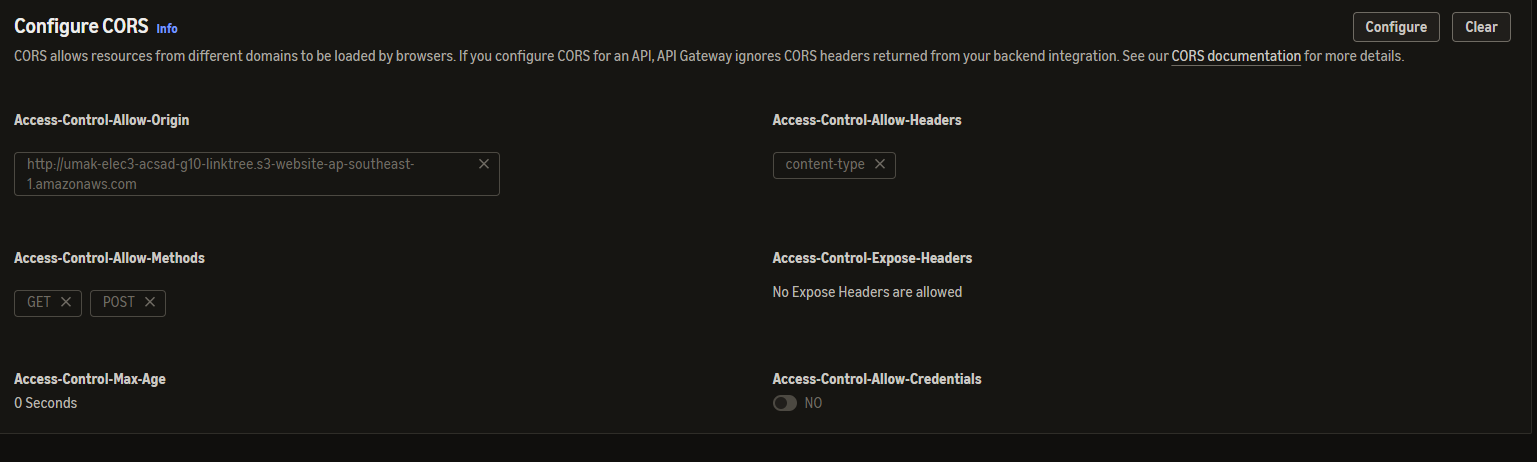 Configure CORS Info
Configure
Clear
CORS allows resources from different domains to be loaded by browsers. If you configure CORS for an API, API Gateway ignores CORS headers returned from your backend integration. See our CORS documentation for more details.
Access-Control-Allow-Origin
http://umak-elec3-acsad-g10-linktree.s3-website-ap-southeast-
1.amazonaws.com
Access-Control-Allow-Headers
content-type
Access-Control-Allow-Methods
GET
POST
Access-Control-Expose-Headers
No Expose Headers are allowed
Access-Control-Max-Age
0 Seconds
Access-Control-Allow-Credentials
NO